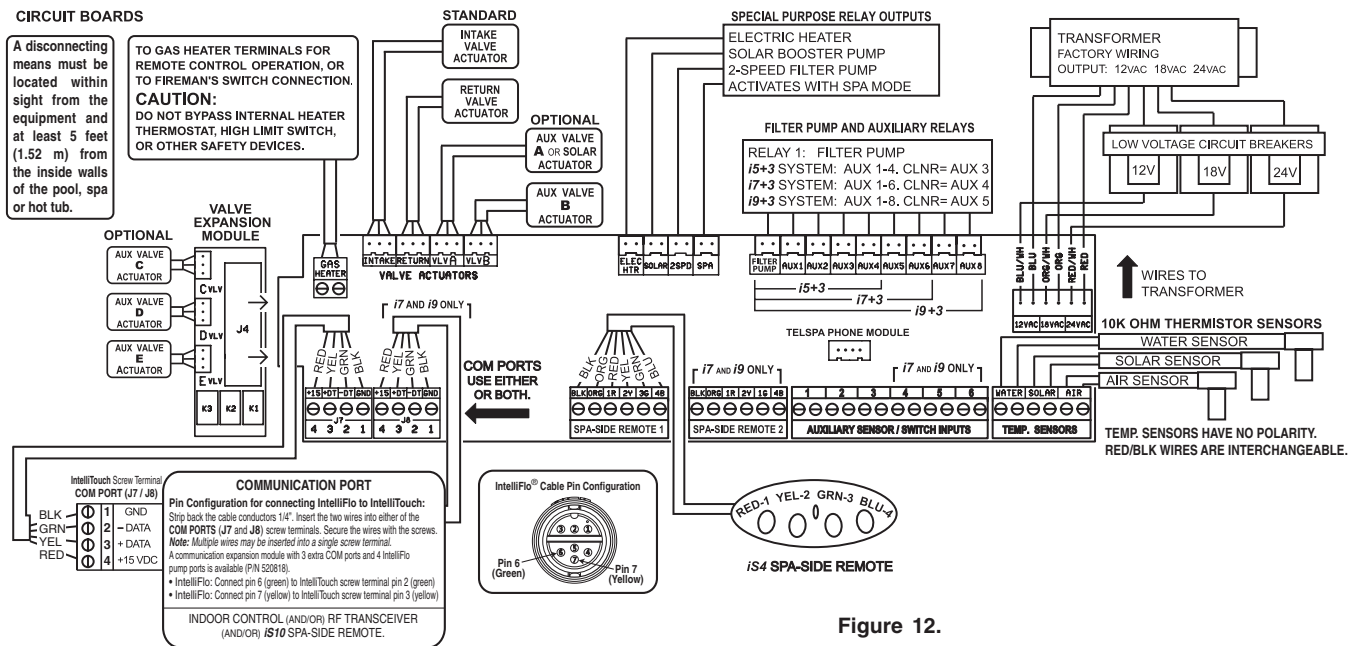 CIRCUIT BOARDS
A disconnecting
means must be
located within
sight from the
equipment and
at least 5 feet
(1.52 m) from
the inside walls
of the pool, spa
or hot tub.
TO GAS HEATER TERMINALS FOR
REMOTE CONTROL OPERATION, OR
TO FIREMAN'S SWITCH CONNECTION.
CAUTION:
DO NOT BYPASS INTERNAL HEATER
THERMOSTAT, HIGH LIMIT SWITCH,
OR OTHER SAFETY DEVICES.
STANDARD
INTAKE
VALVE
ACTUATOR
RETURN
VALVE
ACTUATOR
OPTIONAL
AUX VALVE
A OR SOLAR
ACTUATOR
AUX VALVE
B
ACTUATOR
SPECIAL PURPOSE RELAY OUTPUTS
ELECTRIC HEATER
SOLAR BOOSTER PUMP
2-SPEED FILTER PUMP
ACTIVATES WITH SPA MODE
FILTER PUMP AND AUXILIARY RELAYS
RELAY 1: FILTER PUMP
i5+3 SYSTEM: AUX 1-4. CLNR= AUX 3
i7+3 SYSTEM: AUX 1-6. CLNR= AUX 4
i9+3 SYSTEM: AUX 1-8. CLNR= AUX 5
TRANSFORMER
FACTORY WIRING
OUTPUT: 12VAC 18VAC 24VAC
LOW VOLTAGE CIRCUIT BREAKERS
12V 18V 24V
BLU/WH
BLU
ORG/WH
ORG
RED/WH
RED
12VAC 18VAC 24VAC
WIRES TO
TRANSFORMER
VALVE
EXPANSION
MODULE
OPTIONAL
AUX VALVE
C
ACTUATOR
AUX VALVE
D
ACTUATOR
AUX VALVE
E
ACTUATOR
C VLV
D VLV
E VLV
J4
K3 K2 K1
GAS
HEATER
INTAKE RETURN VLV A VLV B
VALVE ACTUATORS
ELEC
HTR
SOLAR 2SPD SPA
FILTER
PUMP
AUX1 AUX2 AUX3 AUX4 AUX5 AUX6 AUX7 AUX8
i5+3
i7+3
i9+3
TELSPA PHONE MODULE
i7 AND i9 ONLY
RED YEL GRN BLK
RED YEL GRN BLK
+15 +DT -DT GND
+15 +DT -DT GND
J7
J8
4 3 2 1
4 3 2 1
COM PORTS
USE EITHER
OR BOTH.
BLK ORG RED YEL GRN BLU
BLK ORG 1R 2Y 3G 4B
SPA-SIDE REMOTE 1
i7 AND i9 ONLY
BLK ORG 1R 2Y 1G 4B
SPA-SIDE REMOTE 2
i7 AND i9 ONLY
1 2 3 4 5 6
AUXILIARY SENSOR / SWITCH INPUTS
WATER SOLAR AIR
TEMP. SENSORS
10K OHM THERMISTOR SENSORS
WATER SENSOR
SOLAR SENSOR
AIR SENSOR
TEMP. SENSORS HAVE NO POLARITY.
RED/BLK WIRES ARE INTERCHANGEABLE.
IntelliTouch Screw Terminal
COM PORT (J7 / J8)
BLK 1 GND
GRN 2 – DATA
YEL 3 + DATA
RED 4 +15 VDC
COMMUNICATION PORT
Pin Configuration for connecting IntelliFlo to IntelliTouch:
Strip back the cable conductors 1/4". Insert the two wires into either of the
COM PORTS (J7 and J8) screw terminals. Secure the wires with the screws.
Note: Multiple wires may be inserted into a single screw terminal.
A communication expansion module with 3 extra COM ports and 4 IntelliFlo
pump ports is available (P/N 520818).
• IntelliFlo: Connect pin 6 (green) to IntelliTouch screw terminal pin 2 (green)
• IntelliFlo: Connect pin 7 (yellow) to IntelliTouch screw terminal pin 3 (yellow)
INDOOR CONTROL (AND/OR) RF TRANSCEIVER
(AND/OR) iS10 SPA-SIDE REMOTE.
IntelliFlo® Cable Pin Configuration
3 2 1
6 5 4
7
Pin 6
(Green)
Pin 7
(Yellow)
RED-1 YEL-2 GRN-3 BLU-4
iS4 SPA-SIDE REMOTE
Figure 12.